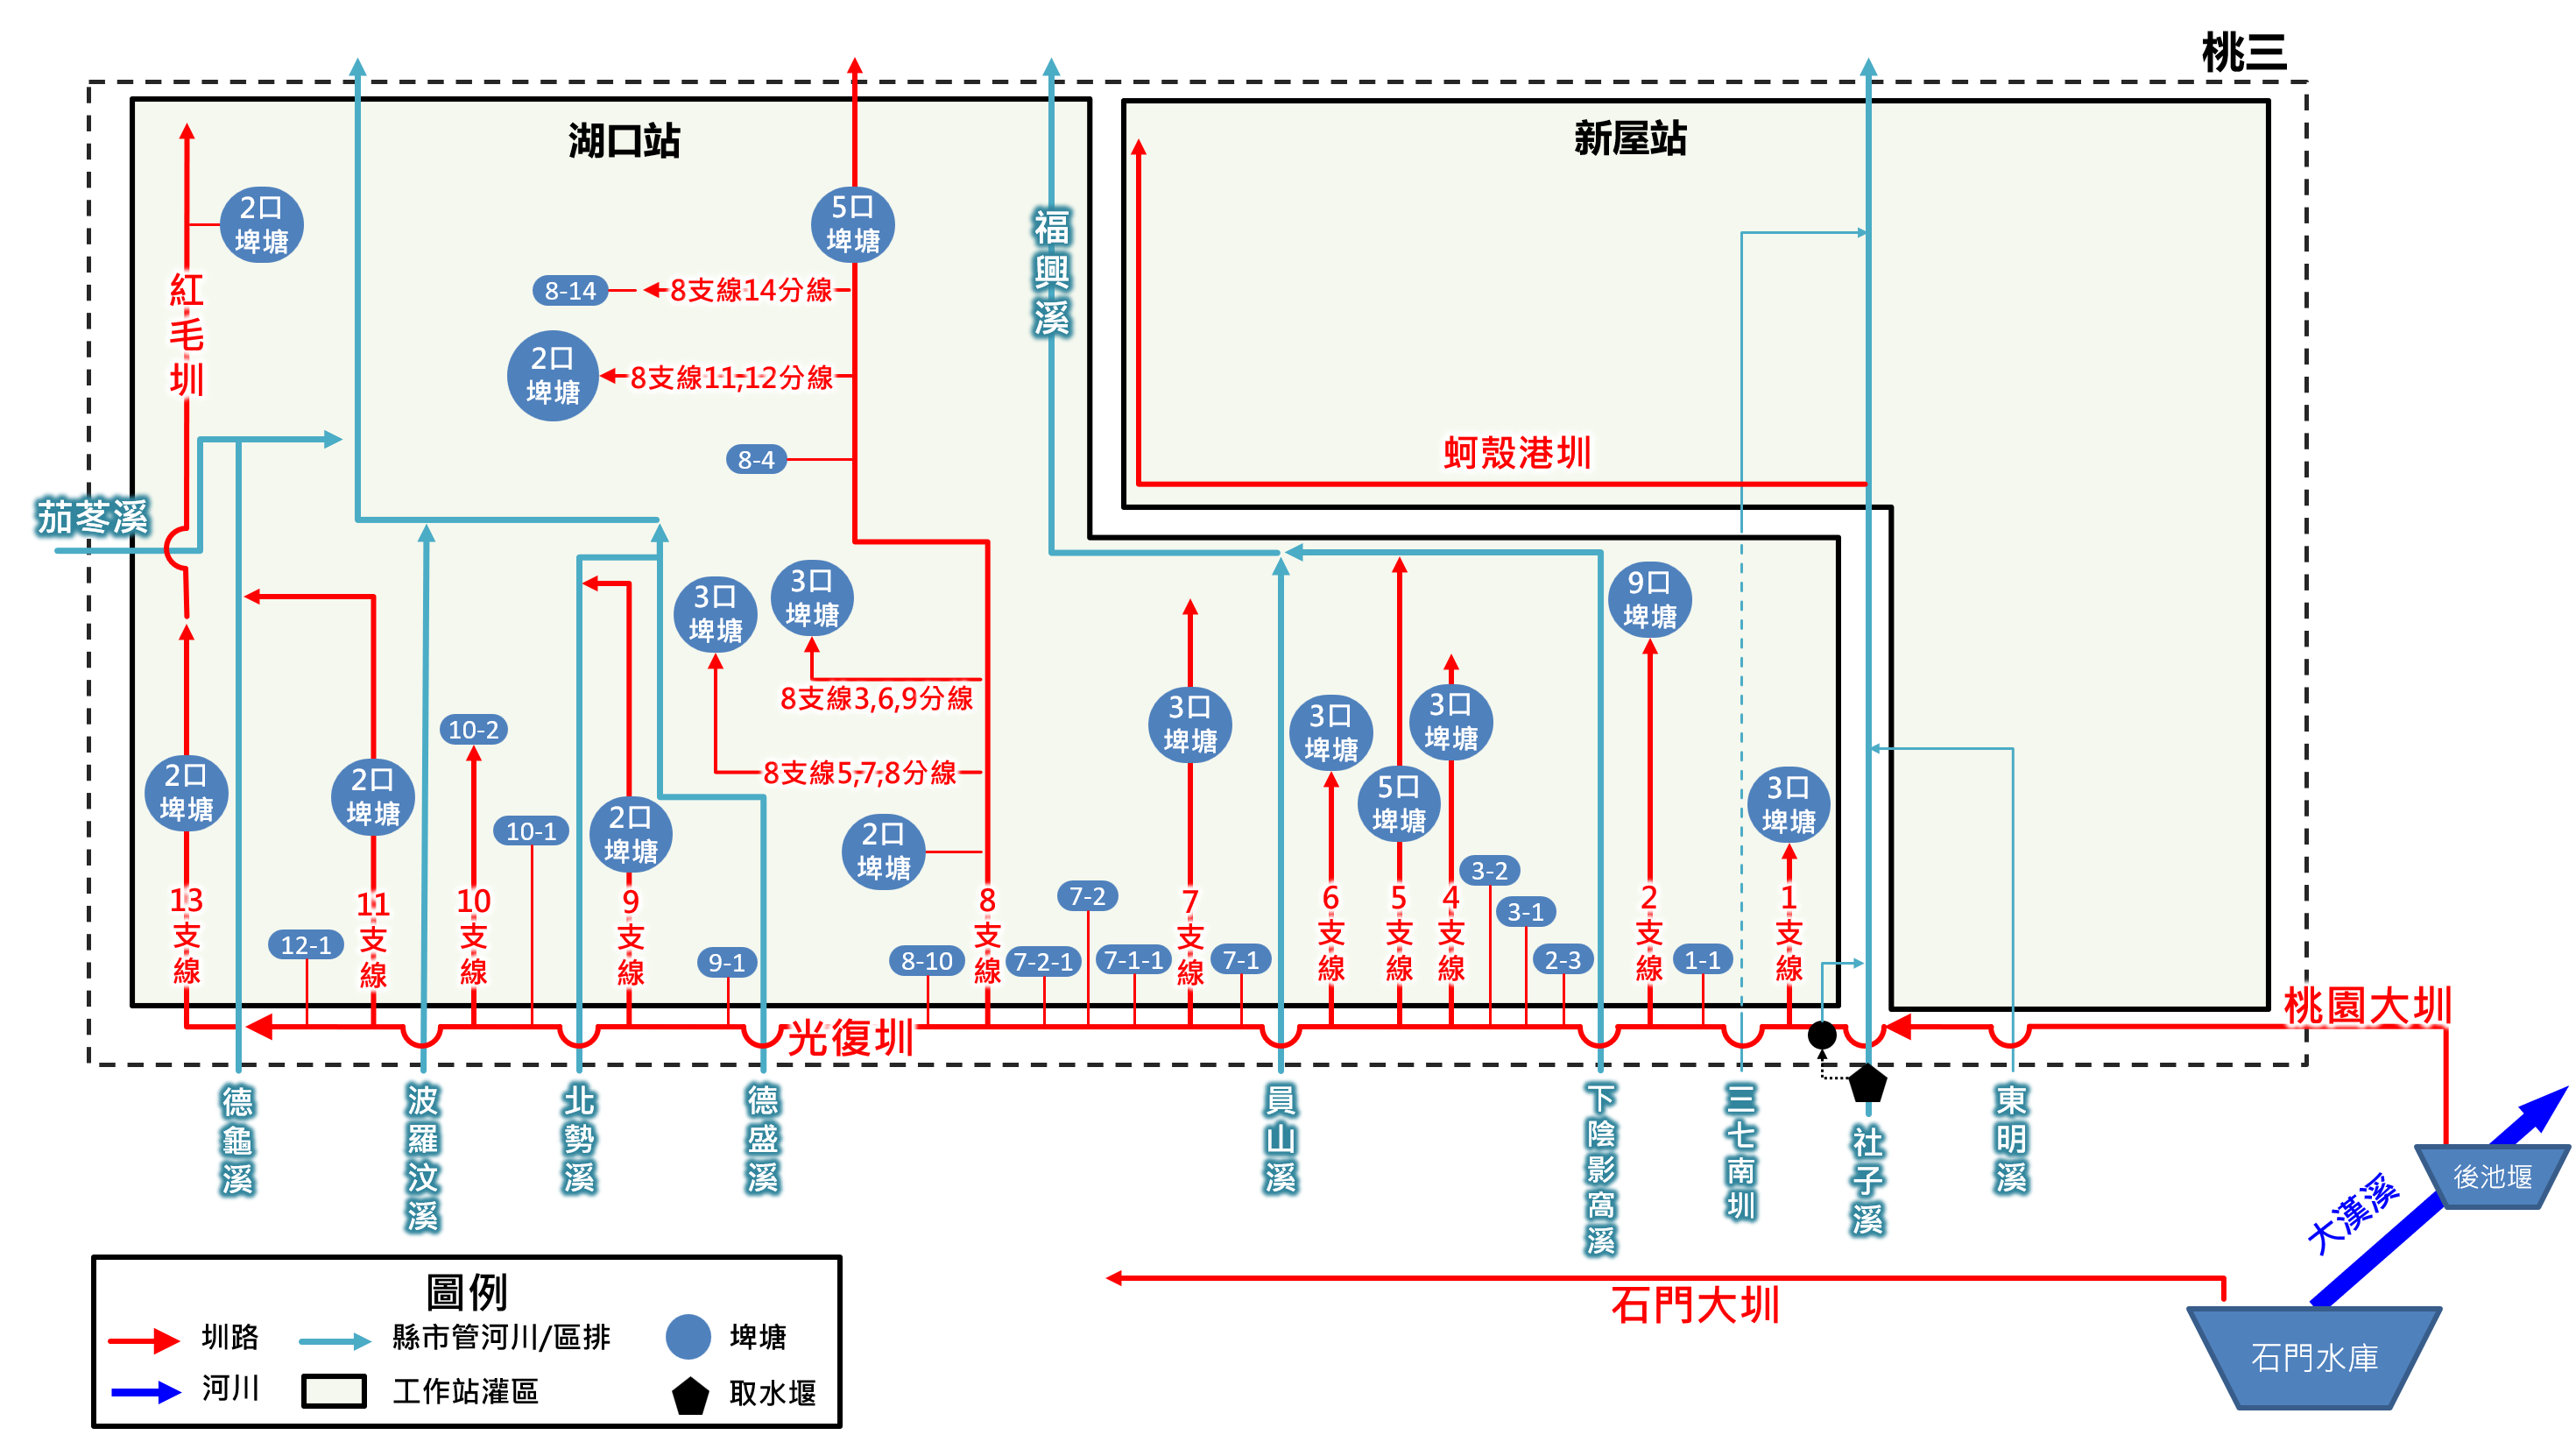 桃三
湖口站
新屋站
2口
埤塘
5口
埤塘
紅毛圳
福興溪
8-14
8支線14分線
2口
埤塘
8支線11,12分線
8-4
蚵殼港圳
茄苳溪
3口
埤塘
3口
埤塘
9口
埤塘
8支線3,6,9分線
3口
埤塘
3口
埤塘
3口
埤塘
10-2
8支線5,7,8分線
2口
埤塘
2口
埤塘
5口
埤塘
3口
埤塘
10-1
2口
埤塘
2口
埤塘
13支線
11支線
10支線
9支線
8支線
7支線
6支線
5支線
4支線
2支線
1支線
12-1
9-1
8-10
7-2-1
7-2
7-1-1
7-1
3-2
3-1
2-3
1-1
光復圳
桃園大圳
德龜溪
波羅汶溪
北勢溪
德盛溪
員山溪
下陰影窩溪
三七南圳
社子溪
東明溪
後池堰
大漢溪
石門大圳
石門水庫
圖例
圳路
縣市管河川/區排
埤塘
河川
工作站灌區
取水堰